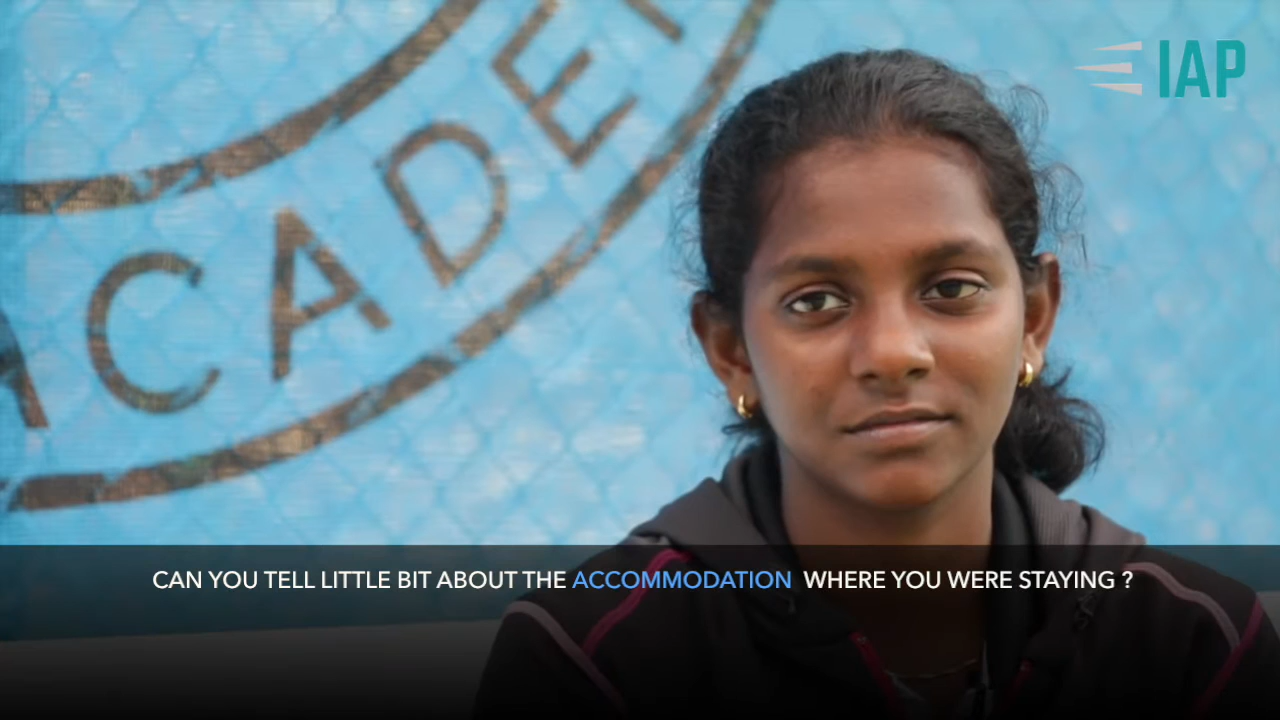 IAP
ACADE
CAN YOU TELL LITTLE BIT ABOUT THE ACCOMMODATION WHERE YOU WERE STAYING ?